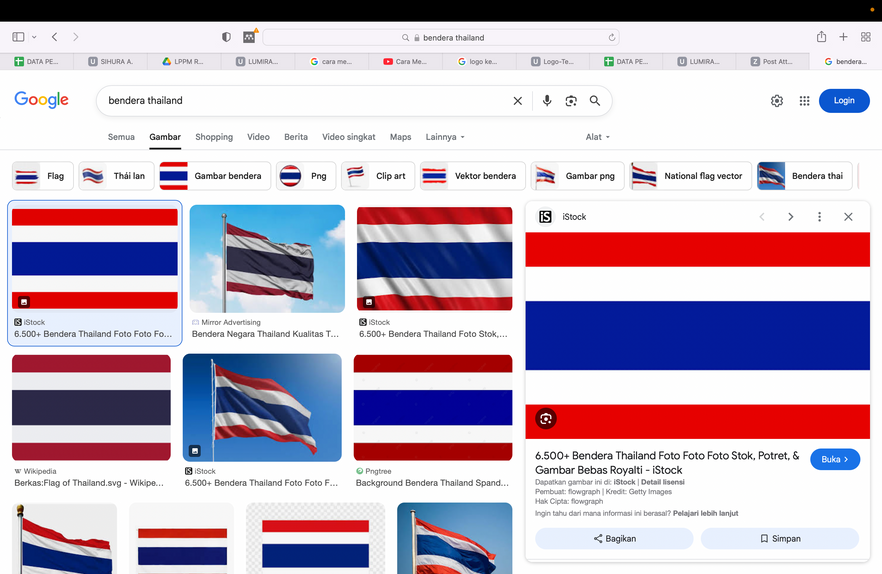 bendera thailand
DATA PE...
SIHURA A.
LPPM R...
LUMIRA...
cara me...
Cara Me...
logo ke...
Logo-Te...
DATA PE...
LUMIRA...
Post Att...
bendera...
Google
bendera thailand
Login
Semua
Gambar
Shopping
Video
Berita
Video singkat
Maps
Lainnya
Alat
Flag
Thái lan
Gambar bendera
Png
Clip art
Vektor bendera
Gambar png
National flag vector
Bendera thai
iStock
6.500+ Bendera Thailand Foto Foto Fo...
Mirror Advertising
Bendera Negara Thailand Kualitas T...
iStock
6.500+ Bendera Thailand Foto Stok,...
W Wikipedia
Berkas:Flag of Thailand.svg - Wikipe...
iStock
6.500+ Bendera Thailand Foto Foto F...
Pngtree
Background Bendera Thailand Spand...
iS iStock
6.500+ Bendera Thailand Foto Foto Foto Stok, Potret, &
Gambar Bebas Royalti - iStock
Buka
Dapatkan gambar ini di: iStock | Detail lisensi
Pembuat: flowgraph | Kredit: Getty Images
Hak Cipta: flowgraph
Ingin tahu dari mana informasi ini berasal? Pelajari lebih lanjut
Bagikan
Simpan